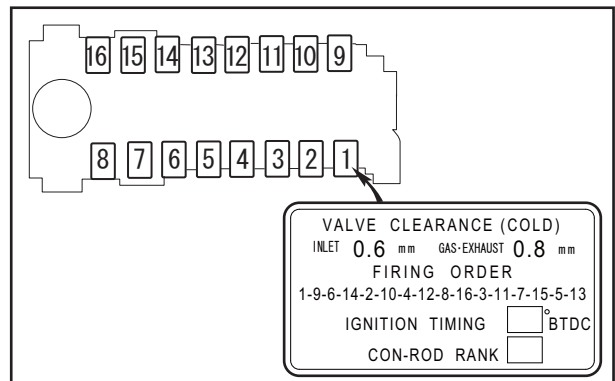 16 15 14 13 12 11 10 9
8 7 6 5 4 3 2 1
VALVE CLEARANCE (COLD)
INLET 0.6 mm GAS·EXHAUST 0.8 mm
FIRING ORDER
1-9-6-14-2-10-4-12-8-16-3-11-7-15-5-13
IGNITION TIMING °BTDC
CON-ROD RANK